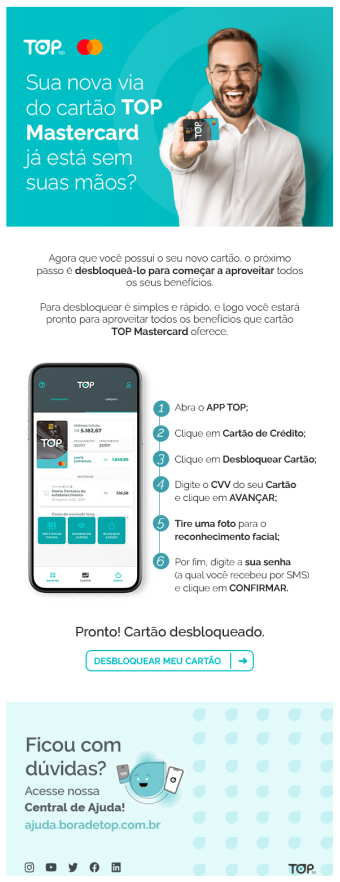 TOP
Sua nova via
do cartão TOP
Mastercard
já está sem
suas mãos?
TOP
Agora que você possui o seu novo cartão, o próximo
passo é desbloqueá-lo para começar a aproveitar todos
os seus benefícios.
Para desbloquear é simples e rápido, e logo você estará
pronto para aproveitar todos os benefícios que cartão
TOP Mastercard oferece.
TOP
CRÉDITO
R$ 5.182,67
TOP
1 Abra o APP TOP;
2 Clique em Cartão de Crédito;
3 Clique em Desbloquear Cartão;
4 Digite o CVV do seu Cartão
e clique em AVANÇAR;
5 Tire uma foto para o
reconhecimento facial;
6 Por fim, digite a sua senha
(a qual você recebeu por SMS)
e clique em CONFIRMAR.
Pronto! Cartão desbloqueado.
DESBLOQUEAR MEU CARTÃO
Ficou com
dúvidas?
Acesse nossa
Central de Ajuda!
ajuda.boradetop.com.br
TOP